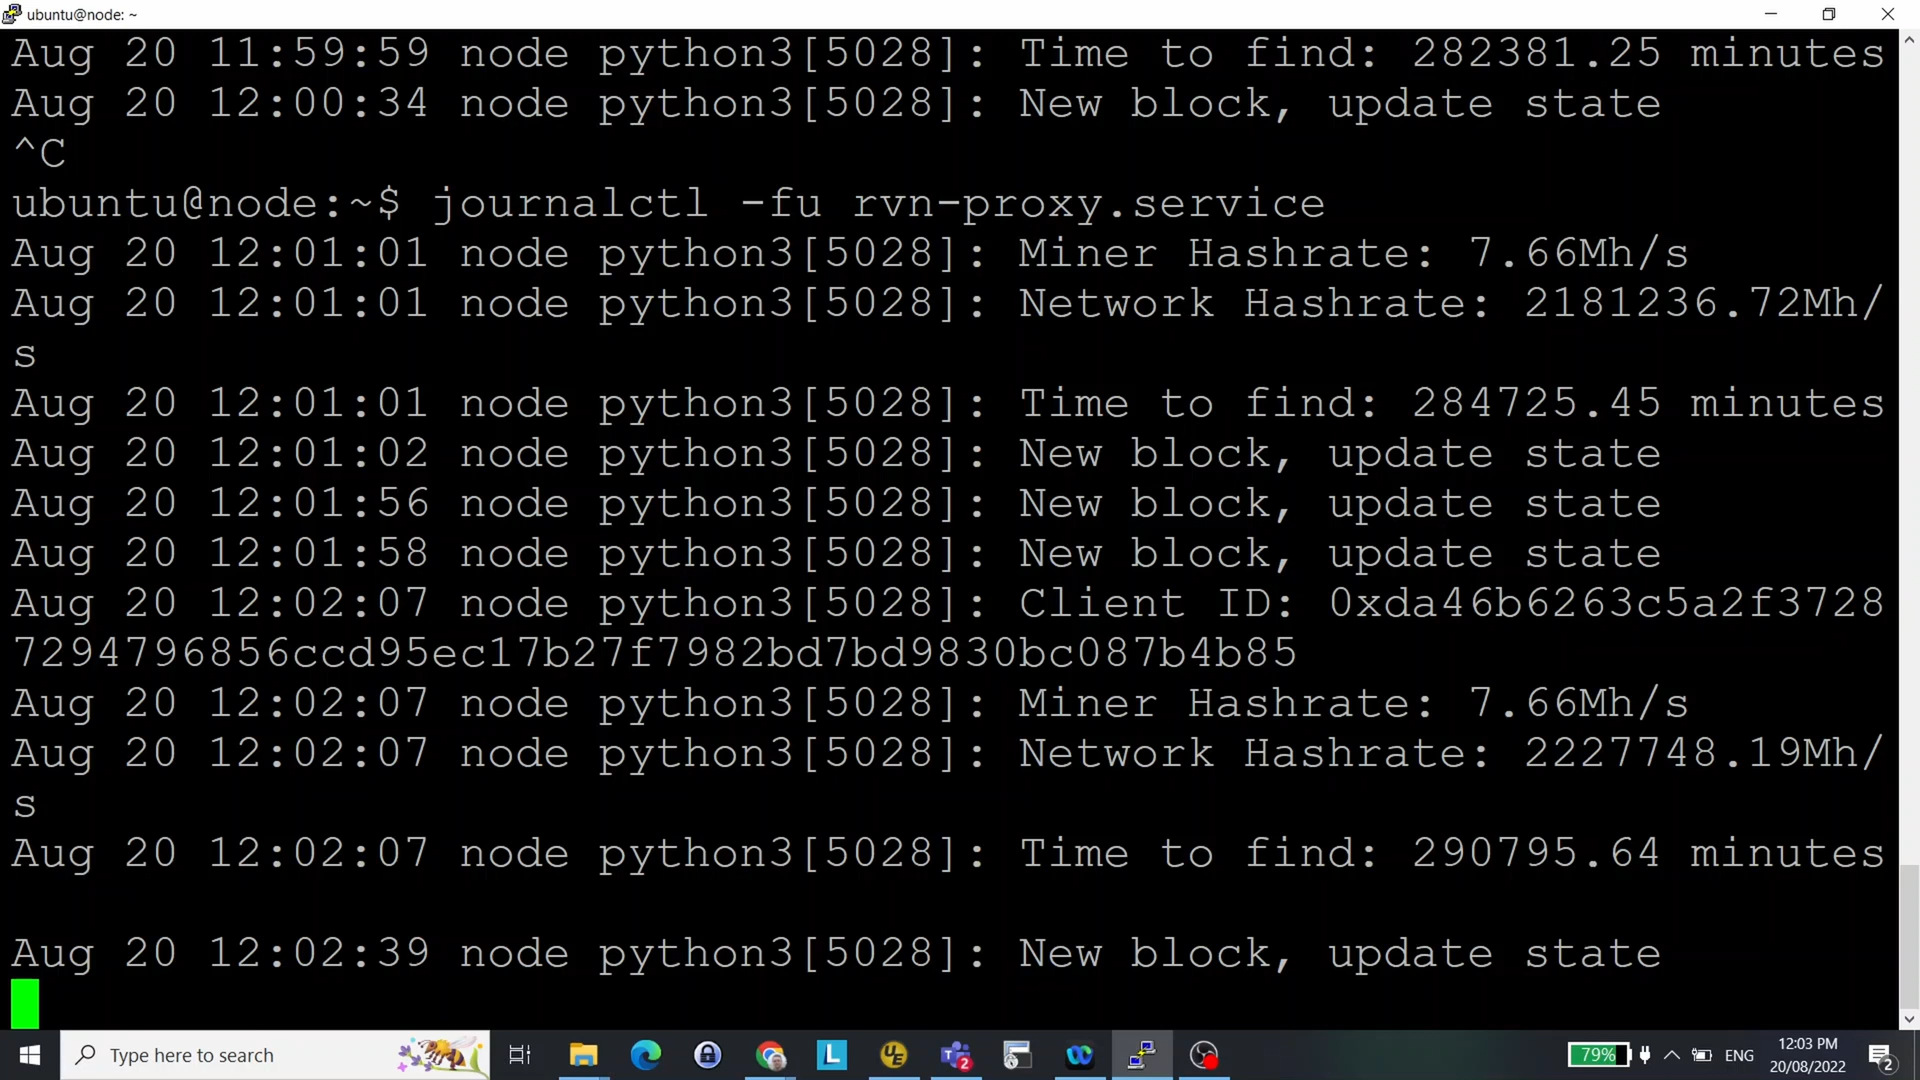 ubuntu@node: ~
Aug 20 11:59:59 node python3[5028]: Time to find: 282381.25 minutes
Aug 20 12:00:34 node python3[5028]: New block, update state
^C
ubuntu@node:~$ journalctl -fu rvn-proxy.service
Aug 20 12:01:01 node python3[5028]: Miner Hashrate: 7.66Mh/s
Aug 20 12:01:01 node python3[5028]: Network Hashrate: 2181236.72Mh/
s
Aug 20 12:01:01 node python3[5028]: Time to find: 284725.45 minutes
Aug 20 12:01:02 node python3[5028]: New block, update state
Aug 20 12:01:56 node python3[5028]: New block, update state
Aug 20 12:01:58 node python3[5028]: New block, update state
Aug 20 12:02:07 node python3[5028]: Client ID: 0xda46b6263c5a2f3728
7294796856ccd95ec17b27f7982bd7bd9830bc087b4b85
Aug 20 12:02:07 node python3[5028]: Miner Hashrate: 7.66Mh/s
Aug 20 12:02:07 node python3[5028]: Network Hashrate: 2227748.19Mh/
s
Aug 20 12:02:07 node python3[5028]: Time to find: 290795.64 minutes
Aug 20 12:02:39 node python3[5028]: New block, update state
Type here to search
L
UE
T
2
79%
ENG
12:03 PM
20/08/2022
2